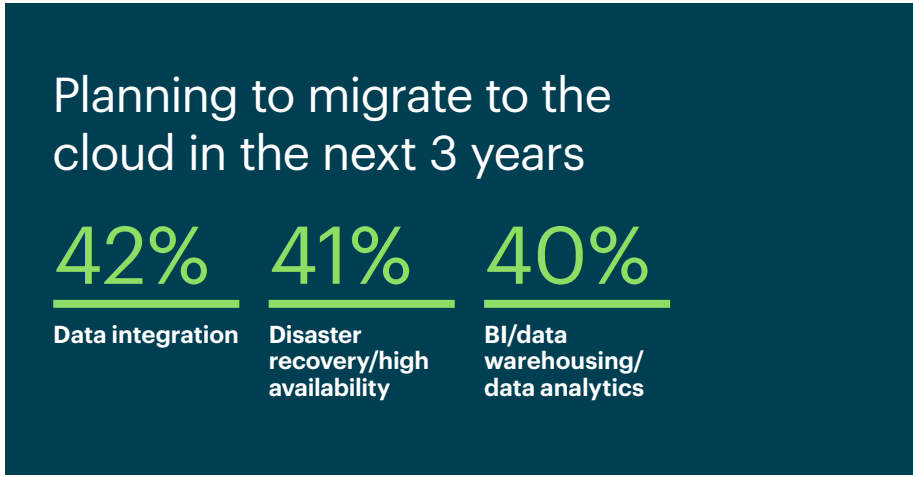 Planning to migrate to the
cloud in the next 3 years
42%
Data integration
41%
Disaster
recovery/high
availability
40%
BI/data
warehousing/
data analytics